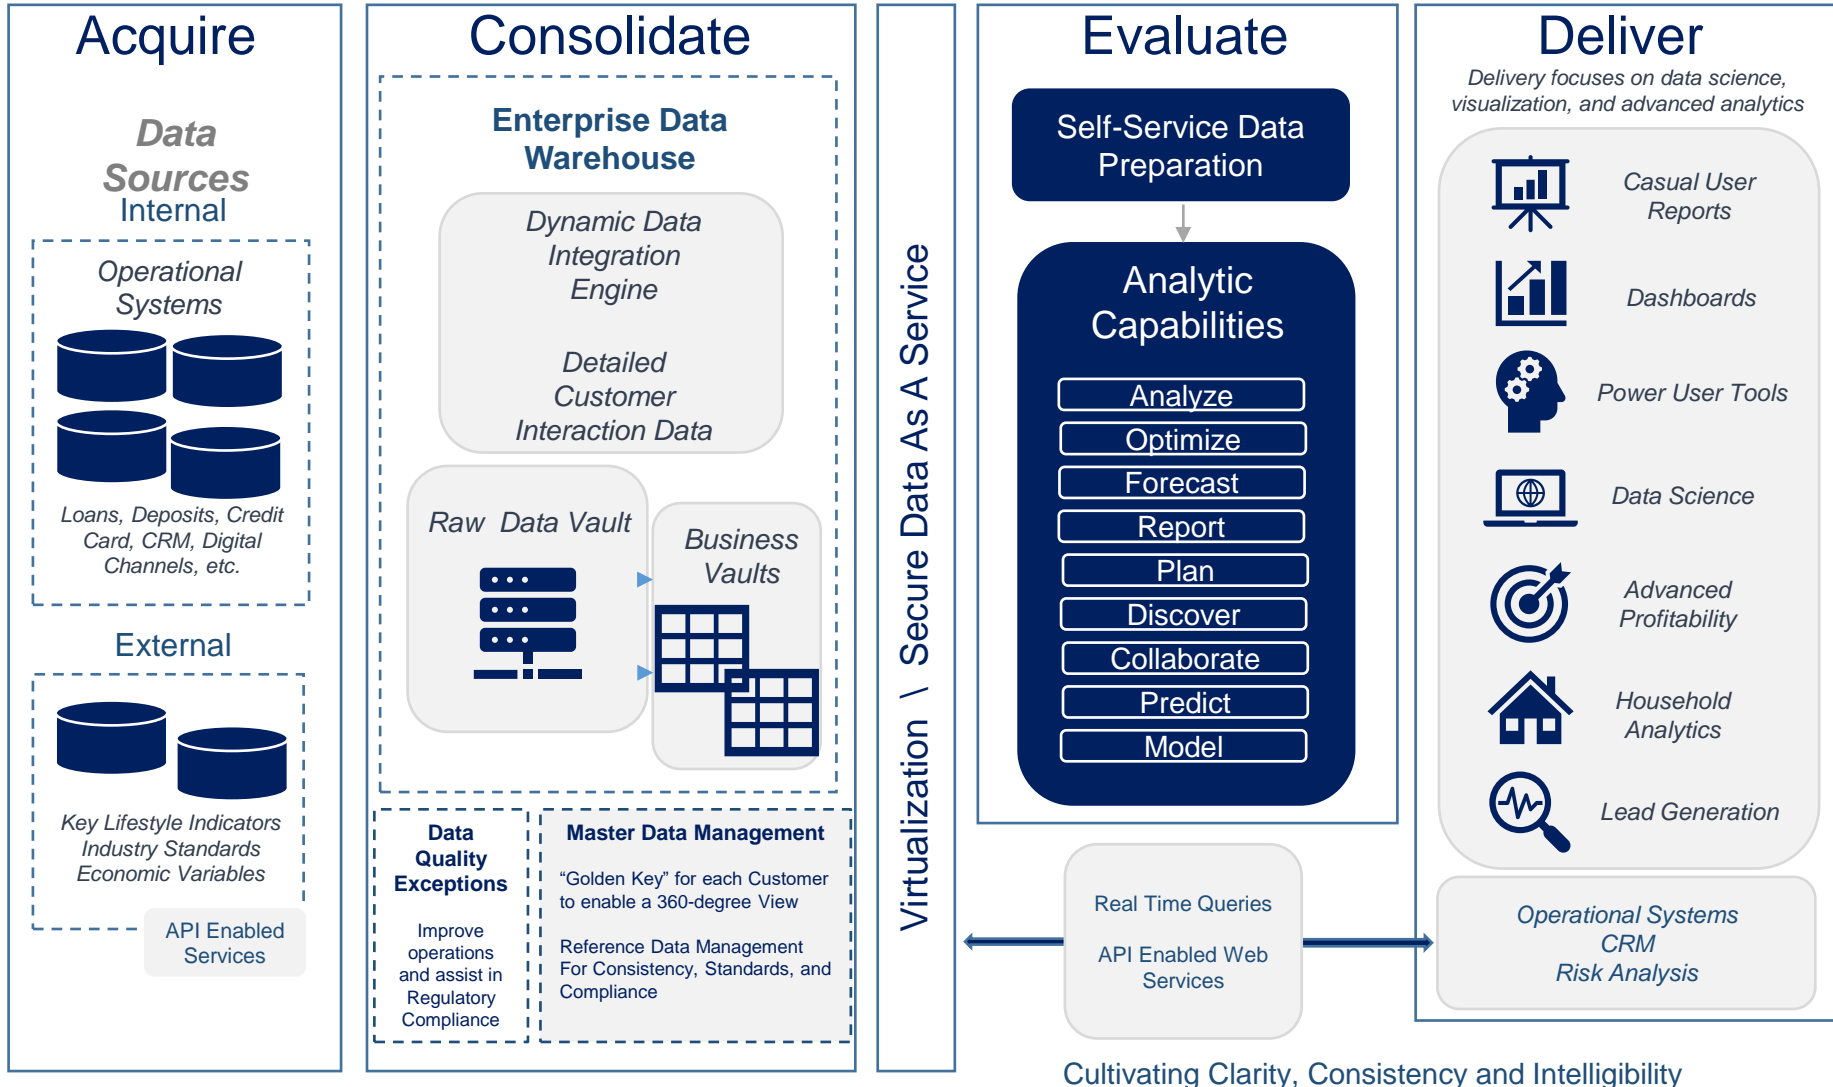 Acquire
Data
Sources
Internal
Operational
Systems
Loans, Deposits, Credit
Card, CRM, Digital
Channels, etc.
External
Key Lifestyle Indicators
Industry Standards
Economic Variables
API Enabled
Services
Consolidate
Enterprise Data
Warehouse
Dynamic Data
Integration
Engine
Detailed
Customer
Interaction Data
Raw Data Vault
Business
Vaults
Data
Quality
Exceptions
Improve
operations
and assist in
Regulatory
Compliance
Master Data Management
“Golden Key” for each Customer
to enable a 360-degree View
Reference Data Management
For Consistency, Standards, and
Compliance
Virtualization \ Secure Data As A Service
Evaluate
Self-Service Data
Preparation
Analytic
Capabilities
Analyze
Optimize
Forecast
Report
Plan
Discover
Collaborate
Predict
Model
Real Time Queries
API Enabled Web
Services
Deliver
Delivery focuses on data science,
visualization, and advanced analytics
Casual User
Reports
Dashboards
Power User Tools
Data Science
Advanced
Profitability
Household
Analytics
Lead Generation
Operational Systems
CRM
Risk Analysis
Cultivating Clarity, Consistency and Intelligibility